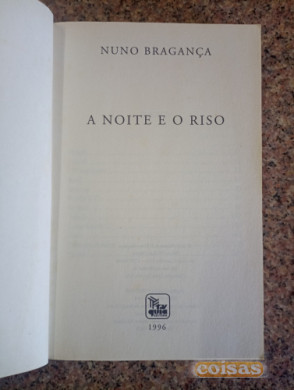 NUNO BRAGANÇA
A NOITE E O RISO
1996
coisas